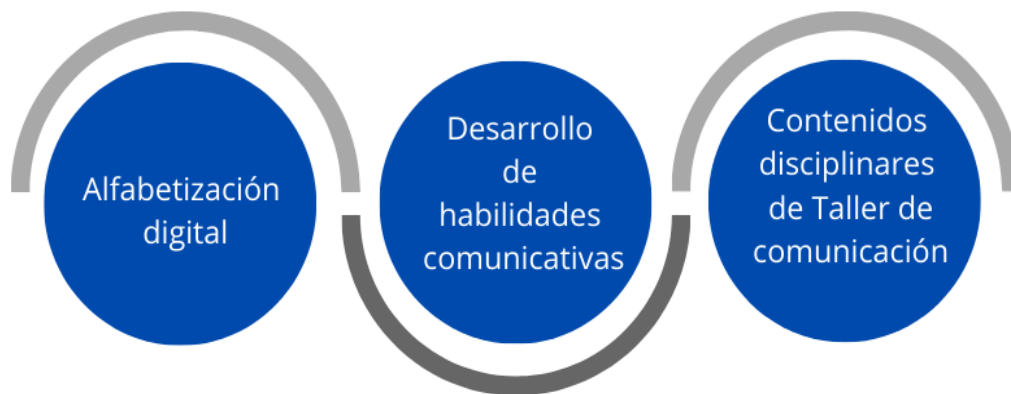 Alfabetización
digital
Desarrollo
de
habilidades
comunicativas
Contenidos
disciplinares
de Taller de
comunicación